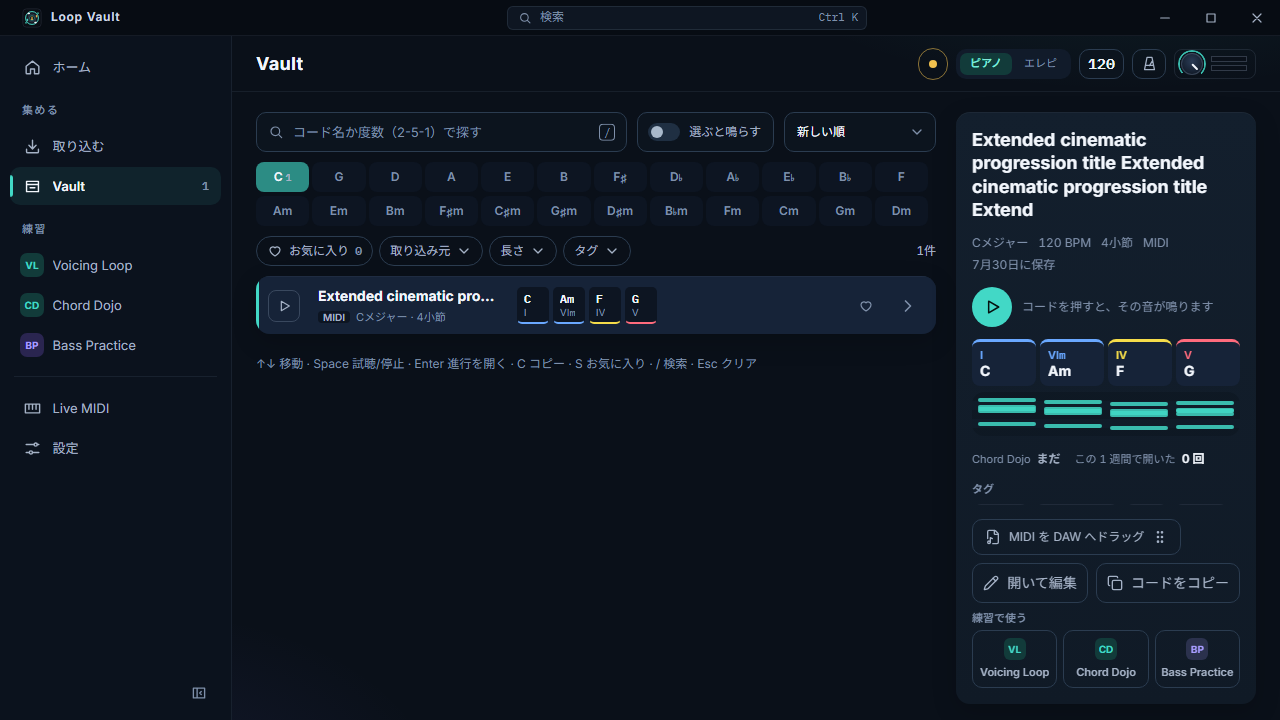 Loop Vault
検索
Ctrl K
ホーム
集める
取り込む
Vault 1
練習
VL Voicing Loop
CD Chord Dojo
BP Bass Practice
Live MIDI
設定
Vault
ピアノ エレピ 120
コード名か度数（2-5-1）で探す /
選ぶと鳴らす
新しい順
C 1 G D A E B F♯ D♭ A♭ E♭ B♭ F
Am Em Bm F♯m C♯m G♯m D♯m B♭m Fm Cm Gm Dm
お気に入り 0 取り込み元 長さ タグ 1件
Extended cinematic pro…
MIDI Cメジャー · 4小節
C Am F G
I VIm IV V
↑↓ 移動 · Space 試聴/停止 · Enter 進行を開く · C コピー · S お気に入り · / 検索 · Esc クリア
Extended cinematic
progression title Extended
cinematic progression title
Extend
Cメジャー 120 BPM 4小節 MIDI
7月30日に保存
コードを押すと、その音が鳴ります
I VIm IV V
C Am F G
Chord Dojo まだ この 1 週間で開いた 0 回
タグ
MIDI を DAW へドラッグ
開いて編集 コードをコピー
練習で使う
VL CD BP
Voicing Loop Chord Dojo Bass Practice